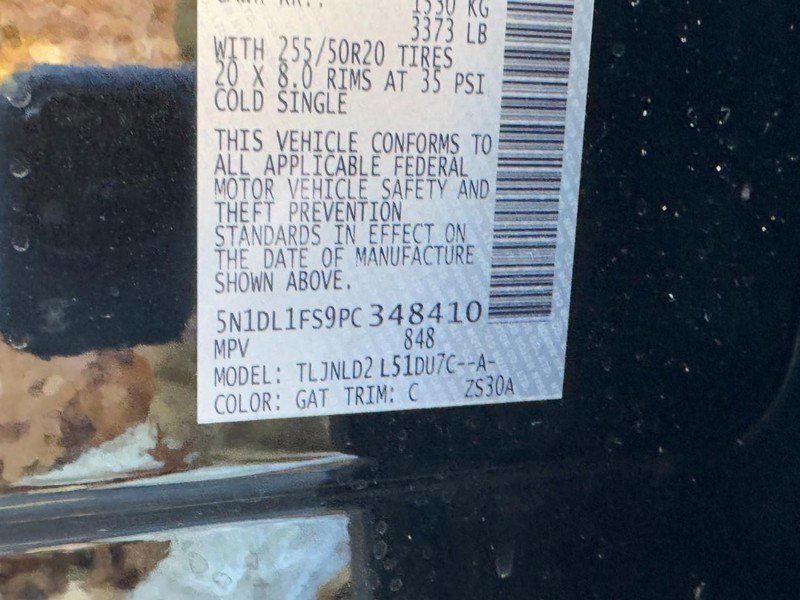 1530 KG
3373 LB
WITH 255/50R20 TIRES
20 X 8.0 RIMS AT 35 PSI
COLD SINGLE
THIS VEHICLE CONFORMS TO
ALL APPLICABLE FEDERAL
MOTOR VEHICLE SAFETY AND
THEFT PREVENTION
STANDARDS IN EFFECT ON
THE DATE OF MANUFACTURE
SHOWN ABOVE.
5N1DL1FS9PC348410
MPV 848
MODEL: TLJNLD2 L51DU7C--A-
COLOR: GAT TRIM: C ZS30A